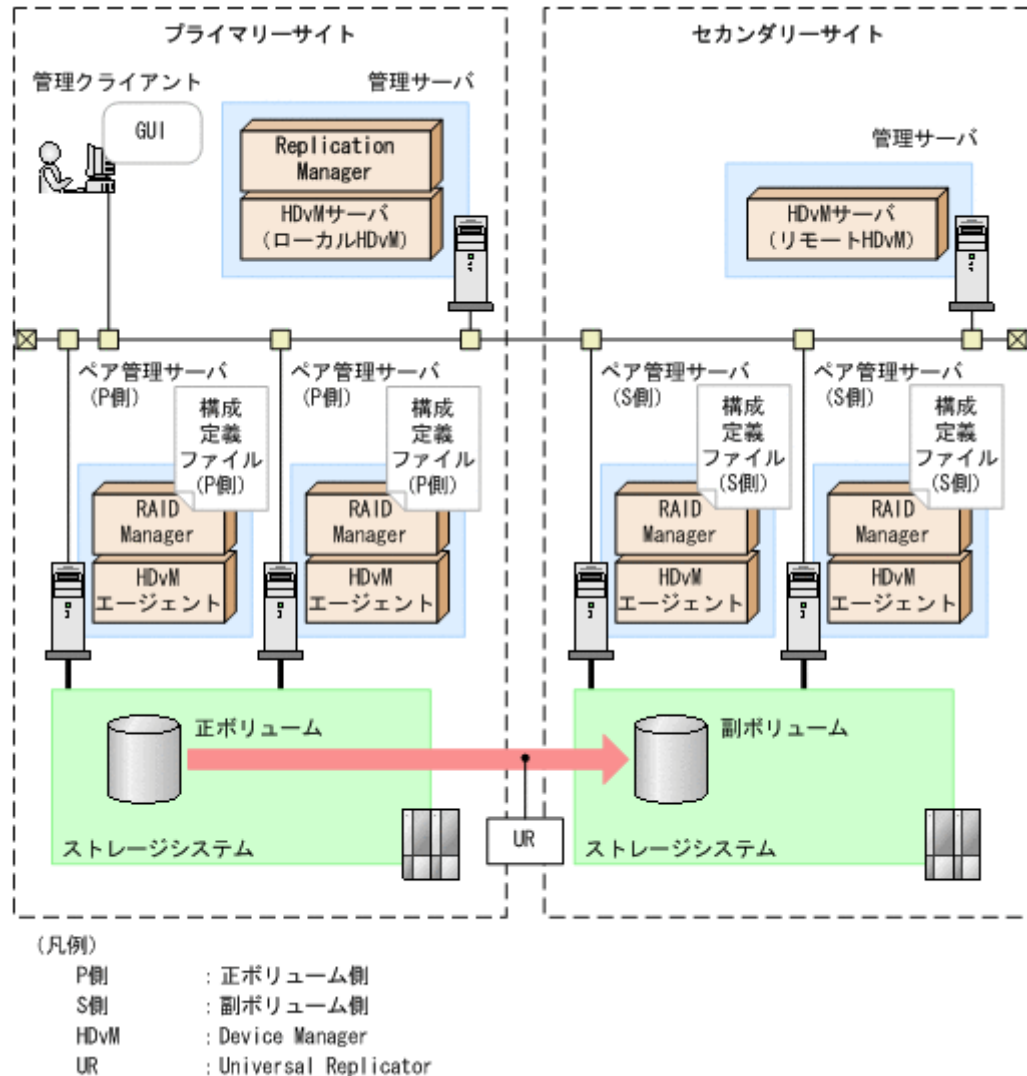 プライマリーサイト
セカンダリーサイト
管理クライアント
管理サーバ
GUI
Replication
Manager
HDvMサーバ
(ローカルHDvM)
管理サーバ
HDvMサーバ
(リモートHDvM)
ペア管理サーバ
(P側)
構成
定義
ファイル
(P側)
RAID
Manager
HDvM
エージェント
ペア管理サーバ
(P側)
構成
定義
ファイル
(P側)
RAID
Manager
HDvM
エージェント
ペア管理サーバ
(S側)
構成
定義
ファイル
(S側)
RAID
Manager
HDvM
エージェント
ペア管理サーバ
(S側)
構成
定義
ファイル
(S側)
RAID
Manager
HDvM
エージェント
正ボリューム
副ボリューム
UR
ストレージシステム
ストレージシステム
(凡例)
P側 : 正ボリューム側
S側 : 副ボリューム側
HDvM : Device Manager
UR : Universal Replicator